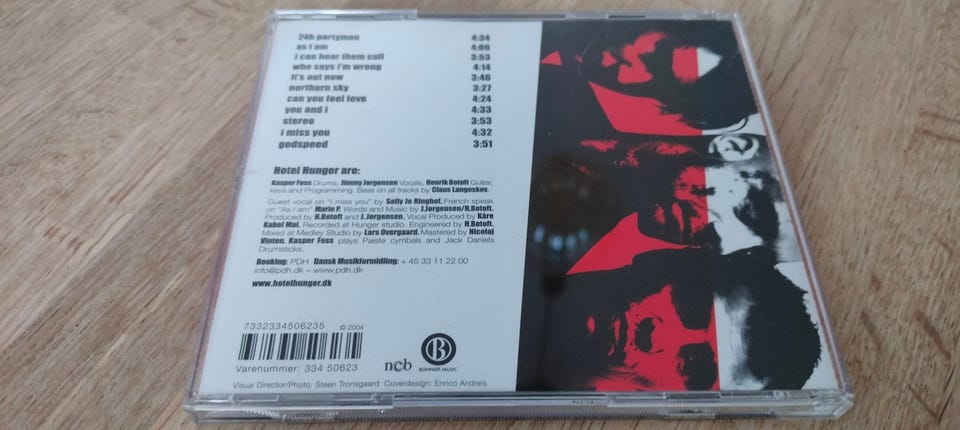 24h partyman 4:34
as i am 4:06
i can hear them call 3:53
who says i'm wrong 4:14
it's out now 3:46
northern sky 3:27
can you feel love 4:24
you and i 4:33
stereo 3:53
i miss you 4:32
godspeed 3:51
Hotel Hunger are:
Kasper Foss Drums, Jimmy Jørgensen Vocals, Henrik Botoft Guitar,
keys and Programming. Bass on all tracks by Claus Langeskov.
Guest vocal on "I miss you" by Sally Jo Ringhof. French speak
on "As I am" Marie P. Words and Music by J.Jørgensen/H.Botoft.
Produced by H.Botoft and J. Jørgensen. Vocal Produced by Kåre
Kabel Mai. Recorded at Hunger studio. Engineered by H.Botoft.
Mixed at Medley Studio by Lars Overgaard. Mastered by Nicolaj
Vinten. Kasper Foss plays Paiste cymbals and Jack Daniels
Drumsticks.
Booking: PDH Dansk Musikformidling: + 45 33 11 22 00
info@pdh.dk – www.pdh.dk
www.hotelhunger.dk
7332334506235 © 2004
Varenummer: 334 50623
ncb
B
BONNIER MUSIC
Visual Director/Photo: Steen Tronsgaard Coverdesign: Enrico Andreis